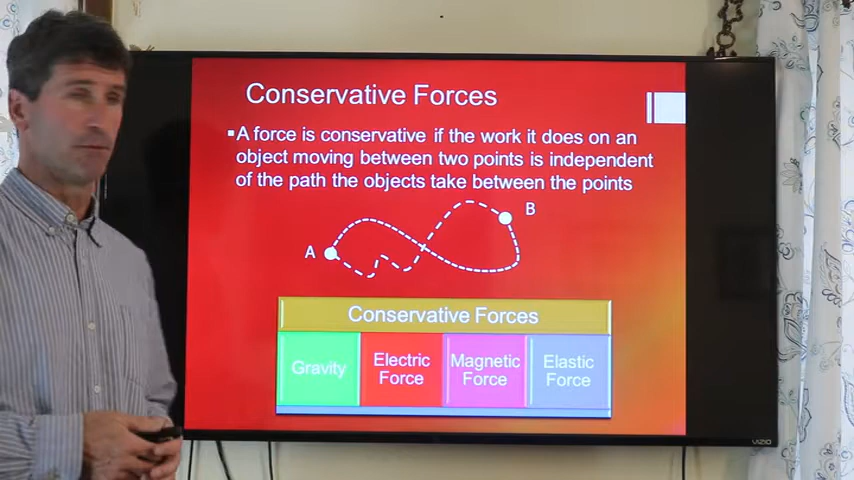 Conservative Forces
▪A force is conservative if the work it does on an
object moving between two points is independent
of the path the objects take between the points
B
A
Conservative Forces
Gravity
Electric
Force
Magnetic
Force
Elastic
Force
VIZIO